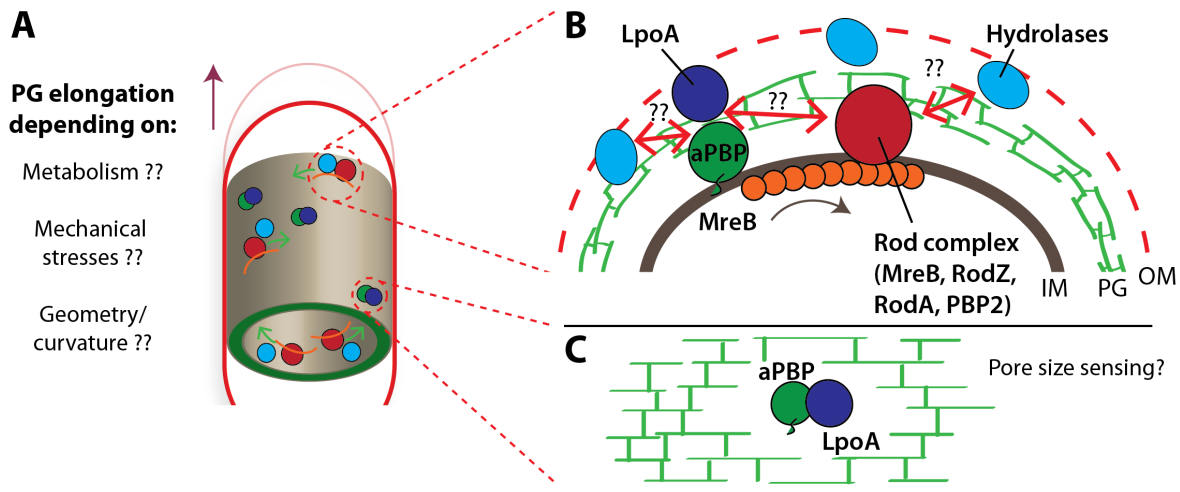 A
PG elongation
depending on:
Metabolism ??
Mechanical
stresses ??
Geometry/
curvature ??
B
LpoA
Hydrolases
??
??
??
aPBP
MreB
Rod complex
(MreB, RodZ,
RodA, PBP2)
IM
PG
OM
C
aPBP
LpoA
Pore size sensing?